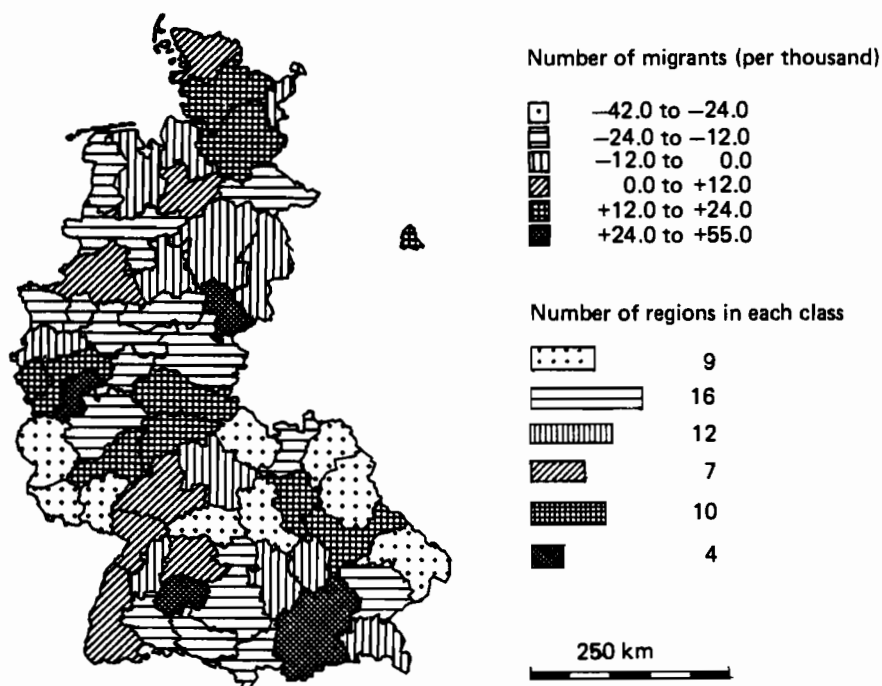 Number of migrants (per thousand)
−42.0 to −24.0
−24.0 to −12.0
−12.0 to 0.0
0.0 to +12.0
+12.0 to +24.0
+24.0 to +55.0
Number of regions in each class
9
16
12
7
10
4
250 km